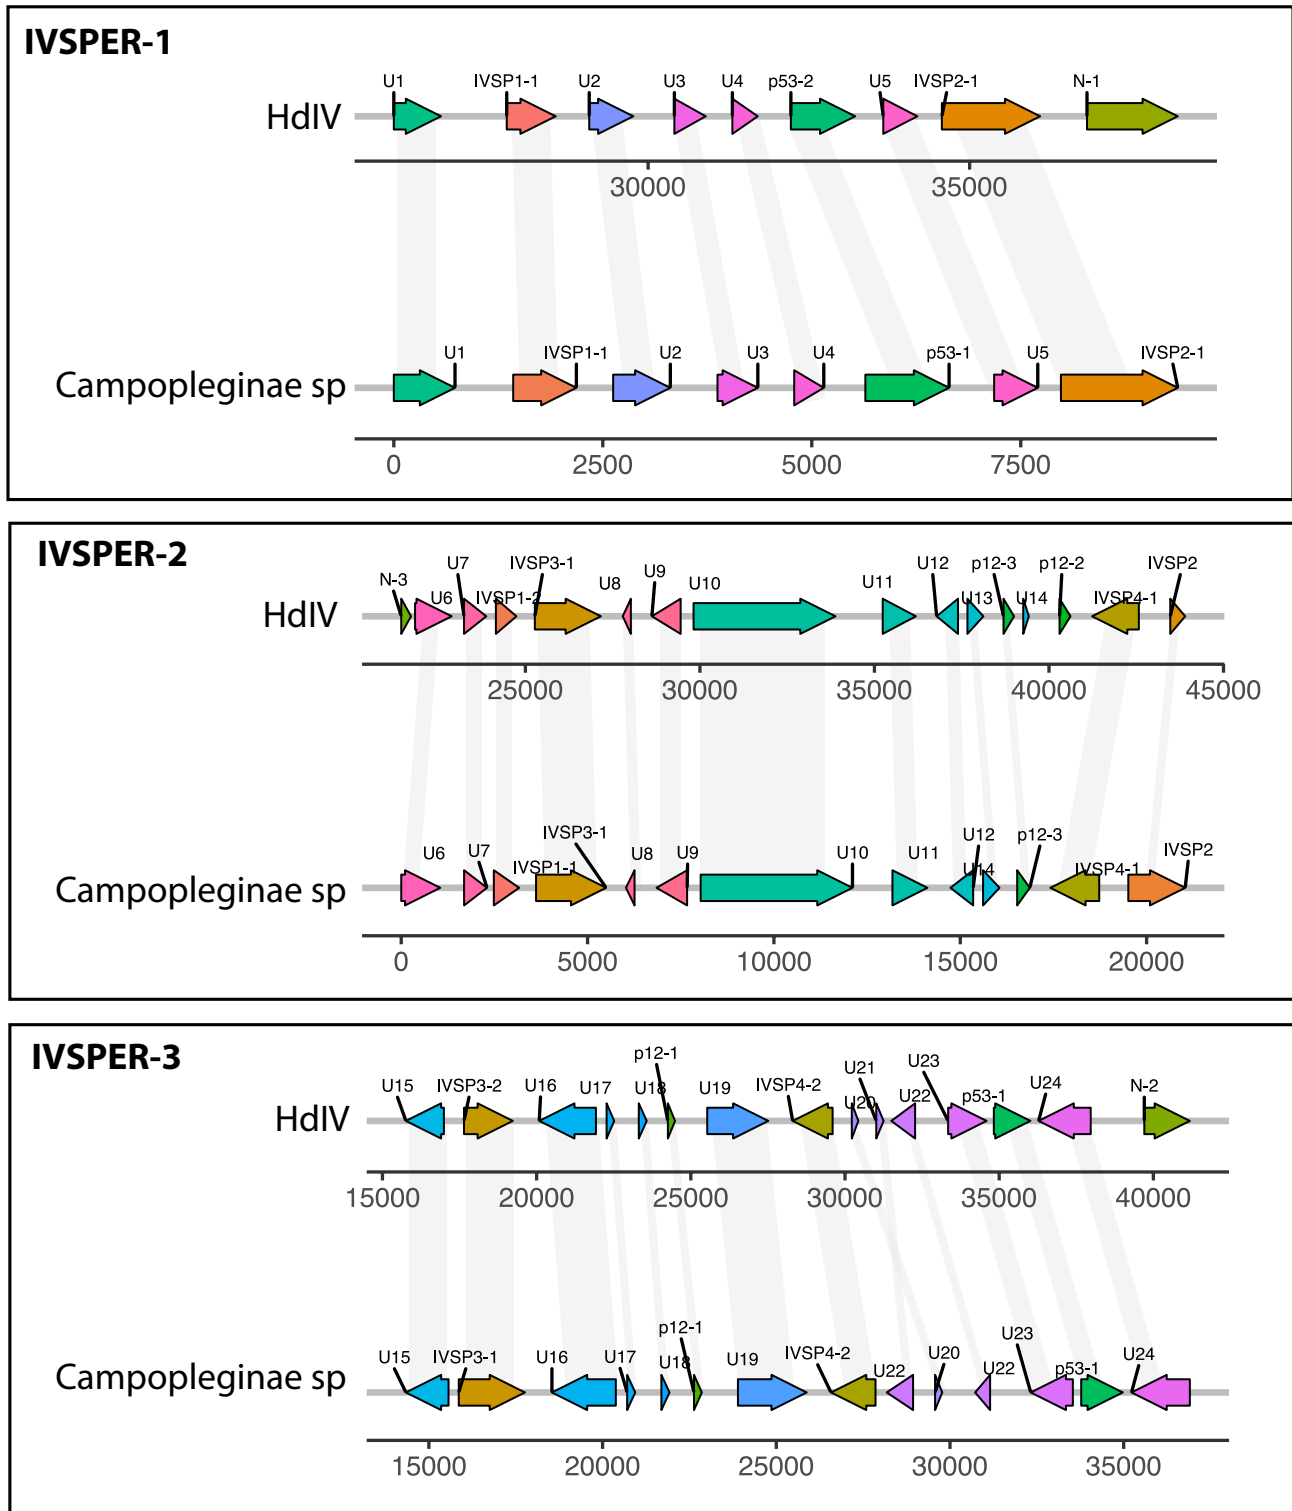 IVSPER-1
U1 IVSP1-1 U2 U3 U4 p53-2 U5 IVSP2-1 N-1
HdIV
30000 35000
U1 IVSP1-1 U2 U3 U4 p53-1 U5 IVSP2-1
Campopleginae sp
0 2500 5000 7500
IVSPER-2
N-3 U6 U7 IVSP1-2 IVSP3-1 U8 U9 U10 U11 U12 U13 p12-3 U14 p12-2 IVSP4-1 IVSP2
HdIV
25000 30000 35000 40000 45000
U6 U7 IVSP1-1 IVSP3-1 U8 U9 U10 U11 U12 U14 p12-3 IVSP4-1 IVSP2
Campopleginae sp
0 5000 10000 15000 20000
IVSPER-3
U15 IVSP3-2 U16 U17 U18 p12-1 U19 IVSP4-2 U20 U21 U22 U23 p53-1 U24 N-2
HdIV
15000 20000 25000 30000 35000 40000
U15 IVSP3-1 U16 U17 U18 p12-1 U19 IVSP4-2 U22 U20 U22 U23 p53-1 U24
Campopleginae sp
15000 20000 25000 30000 35000